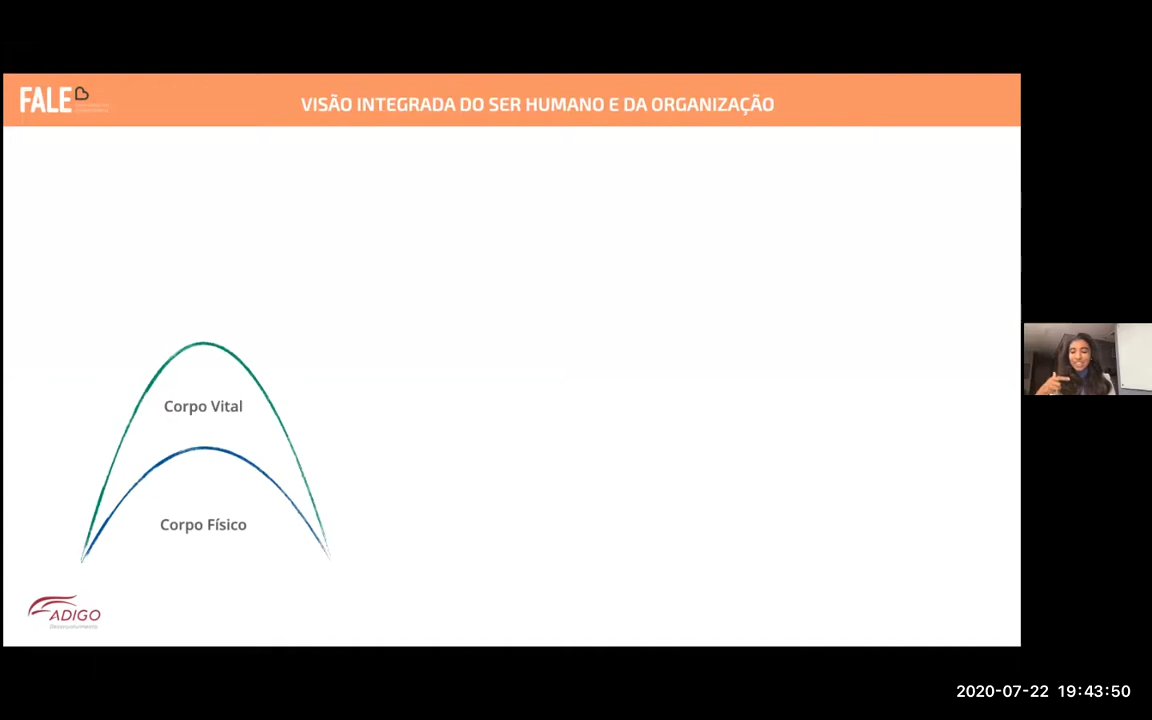 FALE
VISÃO INTEGRADA DO SER HUMANO E DA ORGANIZAÇÃO
Corpo Vital
Corpo Físico
ADIGO
Desenvolvimento
2020-07-22 19:43:50